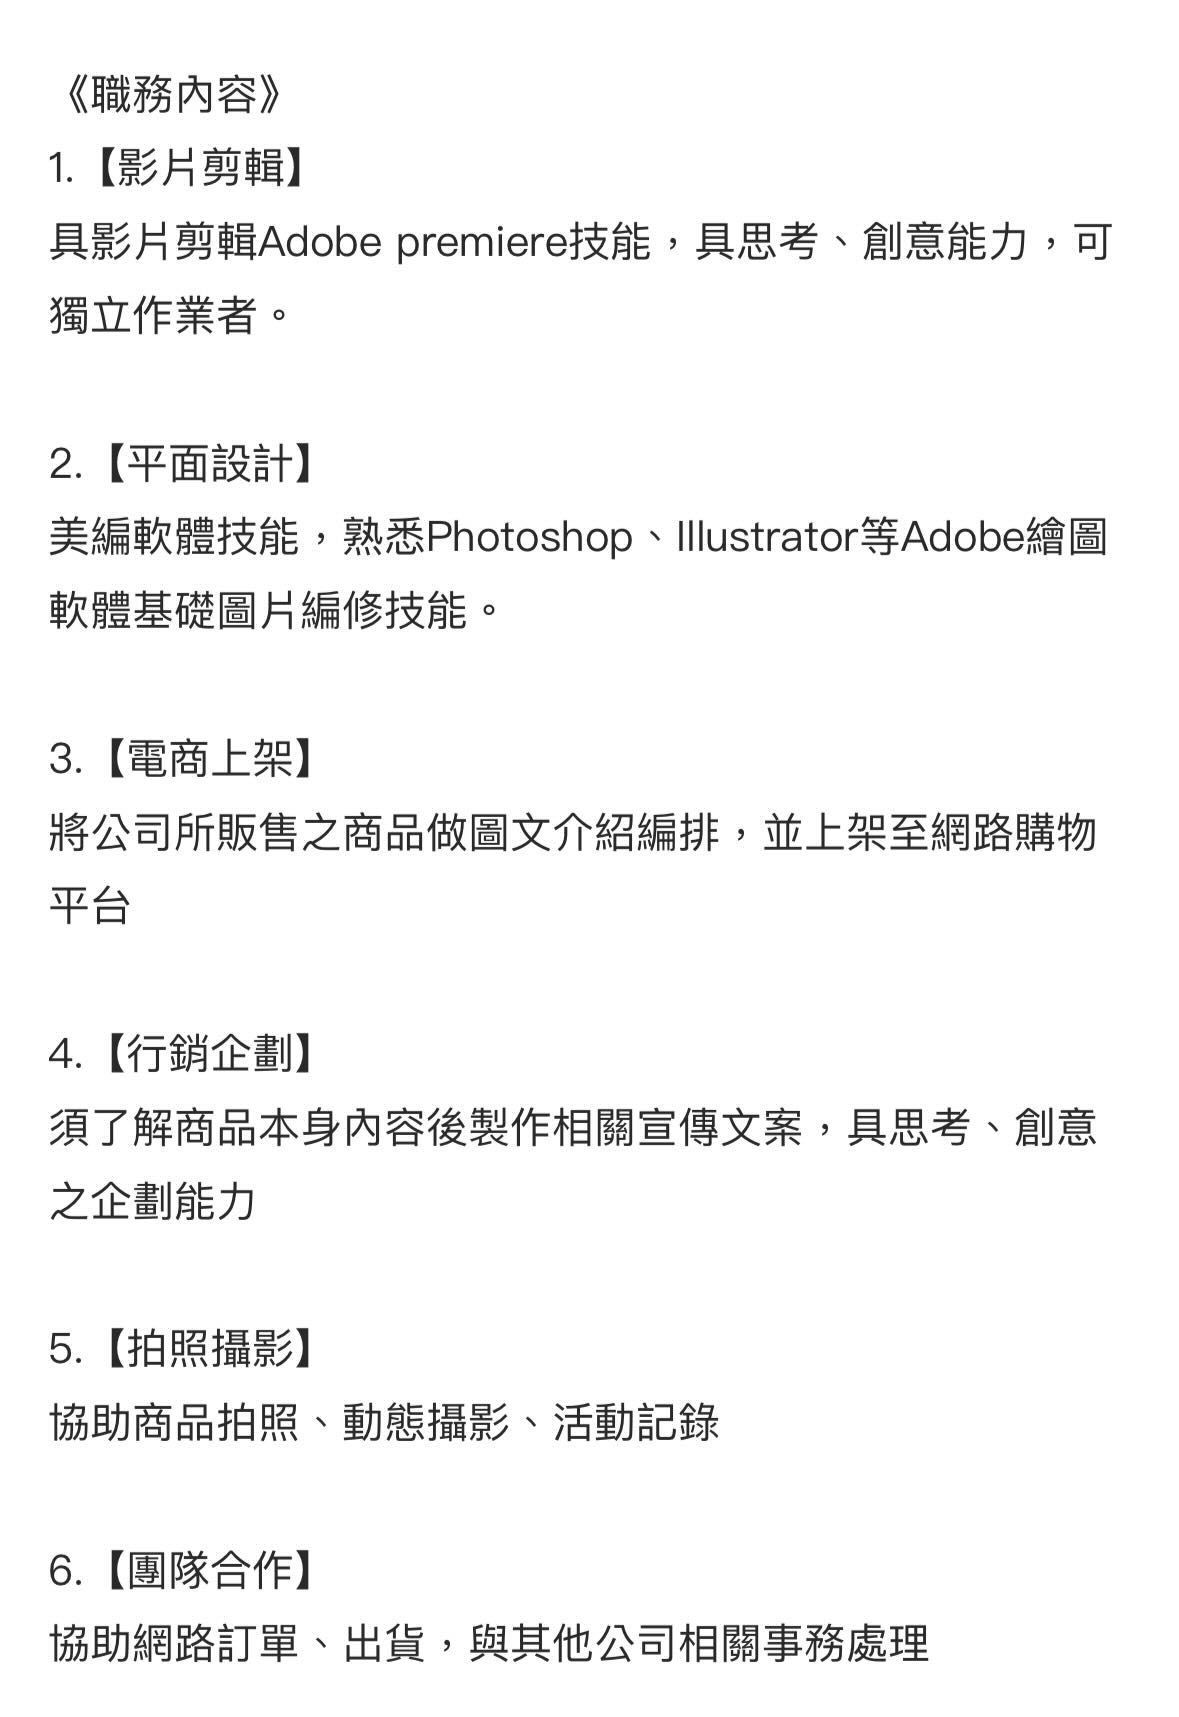 《職務內容》
1.【影片剪輯】
具影片剪輯Adobe premiere技能，具思考、創意能力，可
獨立作業者。
2.【平面設計】
美編軟體技能，熟悉Photoshop、Illustrator等Adobe繪圖
軟體基礎圖片編修技能。
3.【電商上架】
將公司所販售之商品做圖文介紹編排，並上架至網路購物
平台
4.【行銷企劃】
須了解商品本身內容後製作相關宣傳文案，具思考、創意
之企劃能力
5.【拍照攝影】
協助商品拍照、動態攝影、活動記錄
6.【團隊合作】
協助網路訂單、出貨，與其他公司相關事務處理